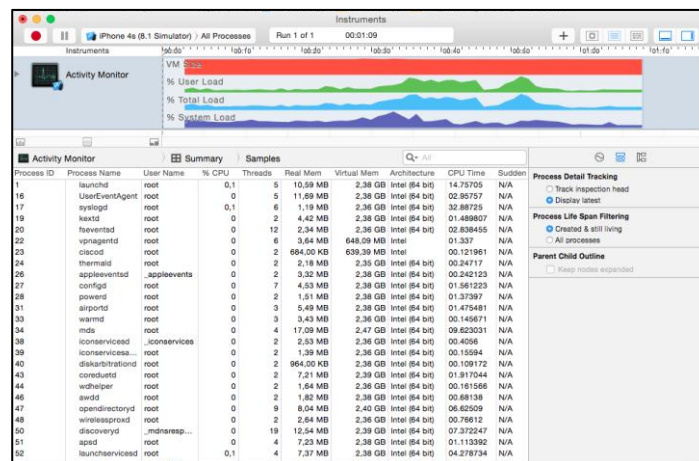 Instruments
iPhone 4s (8.1 Simulator) All Processes Run 1 of 1 00:01:09
Instruments 00:00 00:10 00:20 00:30 00:40 00:50 01:00 01:10
Activity Monitor
VM Size
% User Load
% Total Load
% System Load
Activity Monitor Summary Samples All
Process ID Process Name User Name % CPU Threads Real Mem Virtual Mem Architecture CPU Time Sudden
1 launchd root 0,1 5 10,59 MB 2,38 GB Intel (64 bit) 14.75705 N/A
16 UserEventAgent root 0 5 11,69 MB 2,38 GB Intel (64 bit) 02.95757 N/A
17 syslogd root 0,1 6 1,19 MB 2,36 GB Intel (64 bit) 32.88725 N/A
19 kextd root 0 2 4,42 MB 2,38 GB Intel (64 bit) 01.489807 N/A
20 fseventsd root 0 12 2,34 MB 2,36 GB Intel (64 bit) 02.838455 N/A
22 vpnagentd root 0 6 3,64 MB 648,09 MB Intel 01.337 N/A
23 ciscod root 0 2 684,00 KB 639,39 MB Intel 00.121961 N/A
24 thermald root 0 2 2,18 MB 2,35 GB Intel (64 bit) 00.24717 N/A
26 appleeventsd _appleevents 0 2 3,32 MB 2,38 GB Intel (64 bit) 00.242123 N/A
27 configd root 0 7 4,53 MB 2,38 GB Intel (64 bit) 01.561223 N/A
28 powerd root 0 2 1,51 MB 2,38 GB Intel (64 bit) 01.37397 N/A
31 airportd root 0 3 5,49 MB 2,38 GB Intel (64 bit) 01.475481 N/A
33 warmd root 0 3 3,43 MB 2,36 GB Intel (64 bit) 00.145671 N/A
34 mds root 0 4 17,09 MB 2,47 GB Intel (64 bit) 09.623031 N/A
38 iconservicesd _iconservices 0 2 2,53 MB 2,36 GB Intel (64 bit) 00.4056 N/A
39 iconservicesa... root 0 2 1,39 MB 2,38 GB Intel (64 bit) 00.15594 N/A
40 diskarbitrationd root 0 2 964,00 KB 2,38 GB Intel (64 bit) 00.109172 N/A
43 coreduetd root 0 2 7,21 MB 2,39 GB Intel (64 bit) 01.917044 N/A
44 wdhelper root 0 2 1,64 MB 2,36 GB Intel (64 bit) 00.161566 N/A
46 awdd root 0 2 1,82 MB 2,38 GB Intel (64 bit) 00.68138 N/A
47 opendirectoryd root 0 9 8,04 MB 2,40 GB Intel (64 bit) 06.62509 N/A
48 wirelessproxd root 0 2 2,64 MB 2,36 GB Intel (64 bit) 00.76612 N/A
50 discoveryd _mdnsresp... 0 19 12,54 MB 2,39 GB Intel (64 bit) 07.372247 N/A
51 apsd root 0 4 7,23 MB 2,38 GB Intel (64 bit) 01.113392 N/A
52 launchservicesd root 0,1 4 7,37 MB 2,38 GB Intel (64 bit) 04.278734 N/A
Process Detail Tracking
Track inspection head
Display latest
Process Life Span Filtering
Created & still living
All processes
Parent Child Outline
Keep nodes expanded